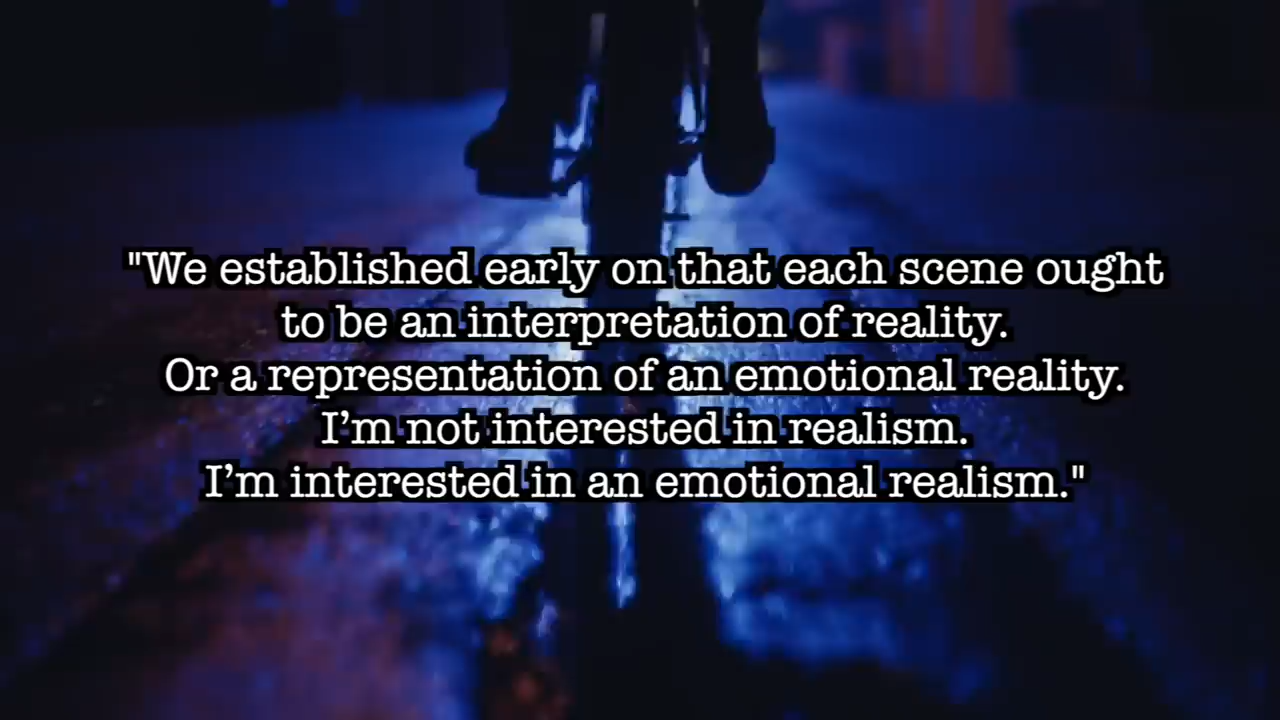 "We established early on that each scene ought
to be an interpretation of reality.
Or a representation of an emotional reality.
I’m not interested in realism.
I’m interested in an emotional realism."